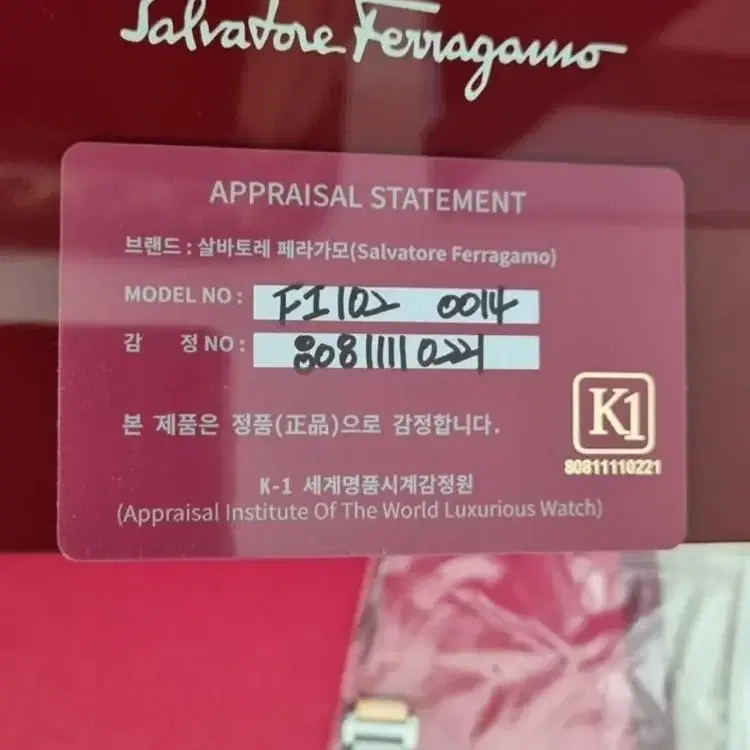 Salvatore Ferragamo
APPRAISAL STATEMENT
브랜드 : 살바토레 페라가모(Salvatore Ferragamo)
MODEL NO : FI102 0014
감 정 NO : 80811110221
본 제품은 정품(正品)으로 감정합니다.
K1
80811110221
K-1 세계명품시계감정원
(Appraisal Institute Of The World Luxurious Watch)